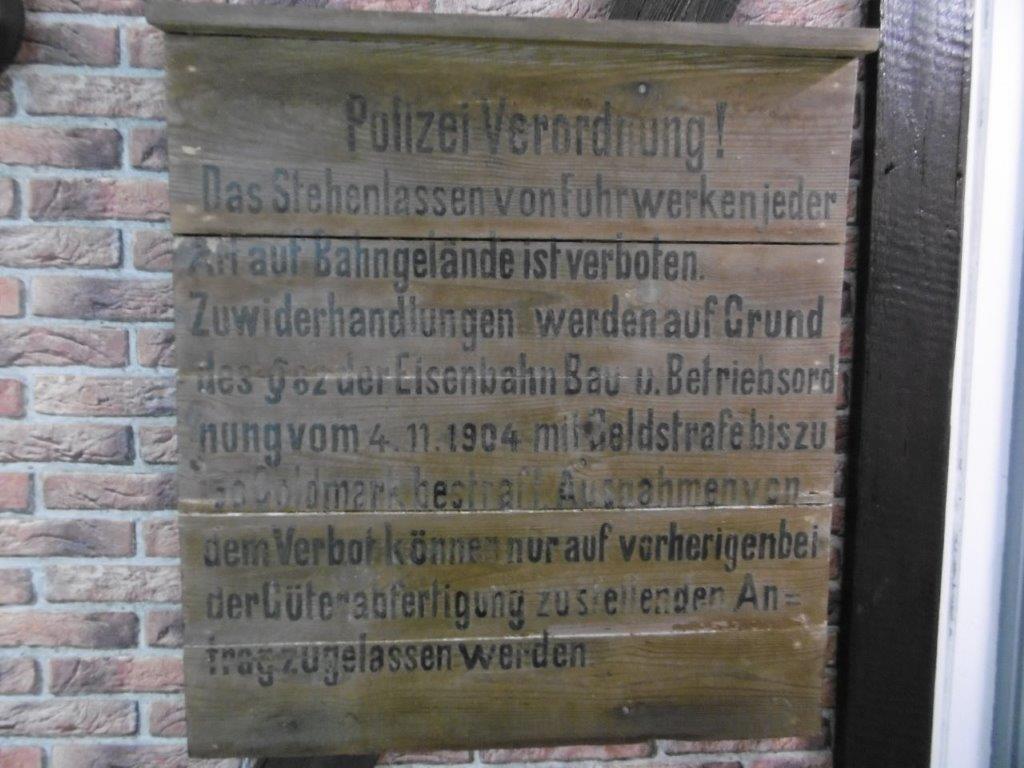 Polizei Verordnung!
Das Stehenlassen von Fuhrwerken jeder
Art auf Bahngelände ist verboten.
Zuwiderhandlungen werden auf Grund
des § 82 der Eisenbahn Bau u. Betriebsord
nung vom 4.11.1904 mit Geldstrafe bis zu
150 Goldmark bestraft. Ausnahmen von
dem Verbot können nur auf vorherigen bei
der Güterabfertigung zu stellenden An=
trag zugelassen werden